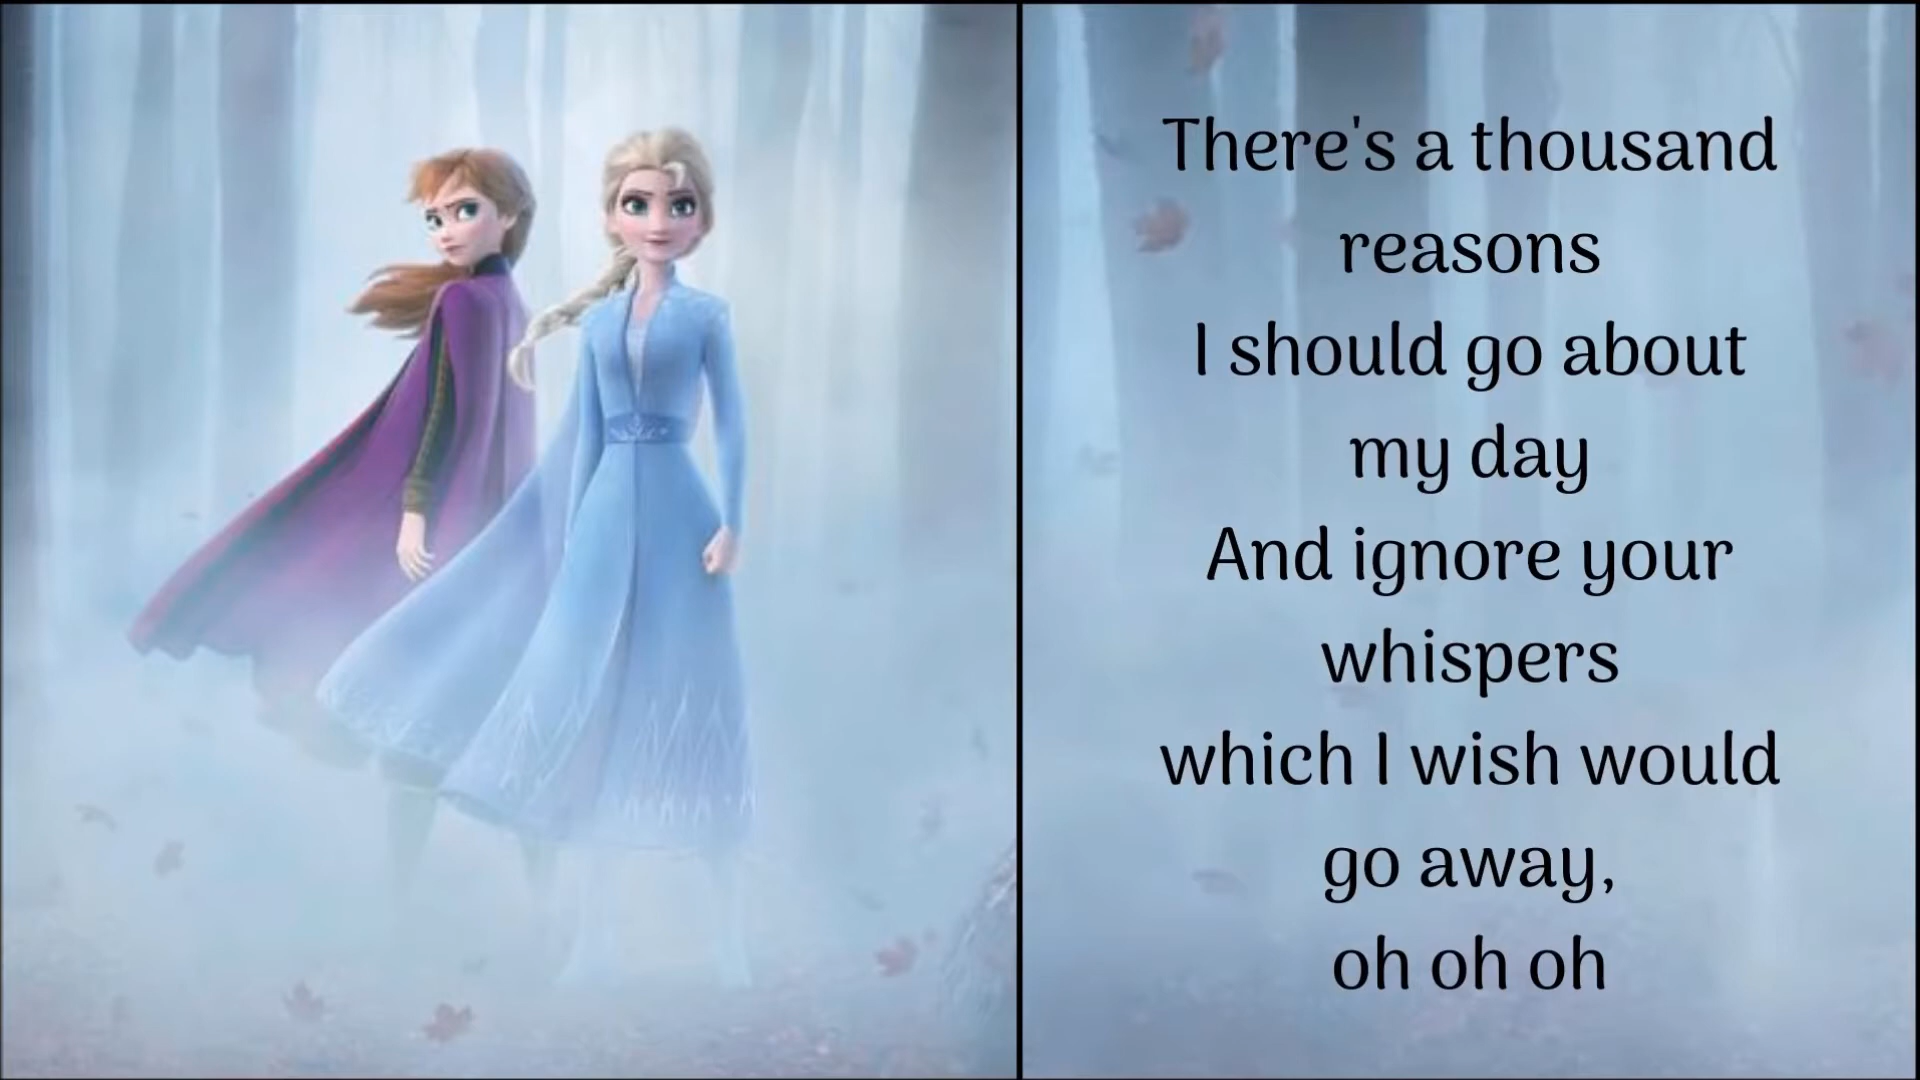 There's a thousand
reasons
I should go about
my day
And ignore your
whispers
which I wish would
go away,
oh oh oh